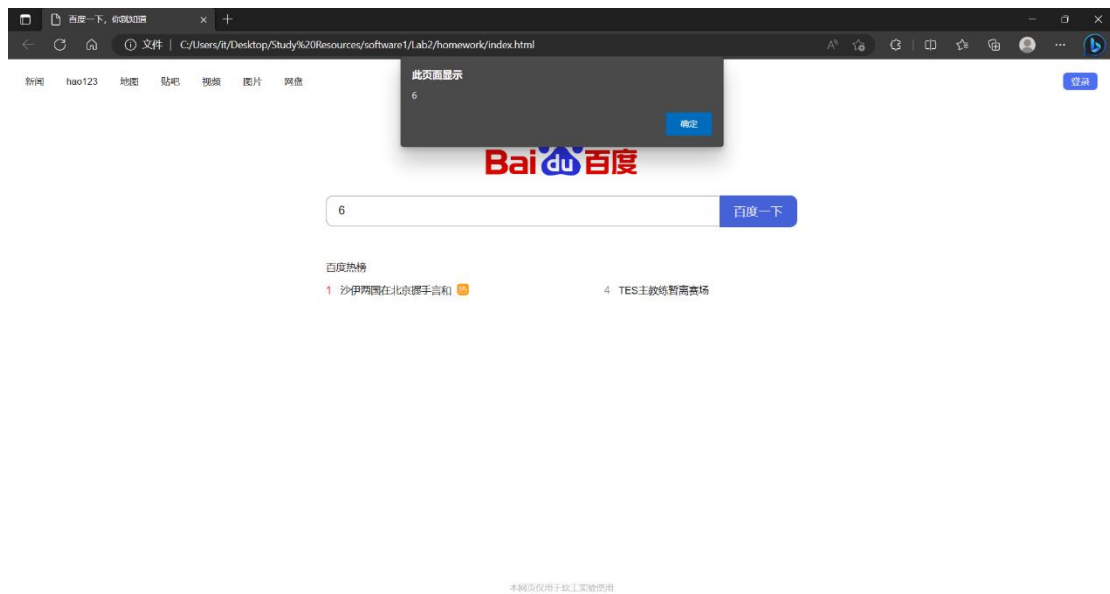 百度一下，你就知道
文件 | C:/Users/it/Desktop/Study%20Resources/software1/Lab2/homework/index.html
新闻 hao123 地图 贴吧 视频 图片 网盘
登录
此页面显示
6
确定
Bai du 百度
6
百度一下
百度热榜
1 沙伊两国在北京握手言和 热
4 TES主教练暂离赛场
本网页仅用于软工实验使用